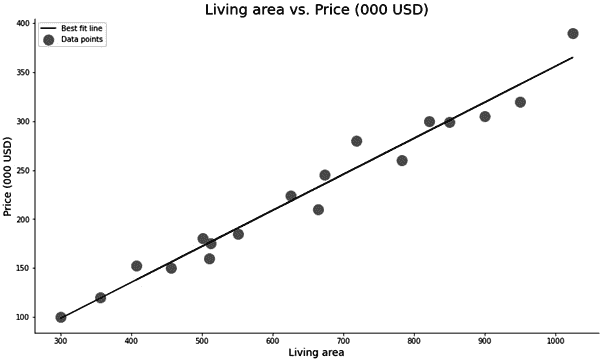 Living area vs. Price (000 USD)
Best fit line
Data points
Price (000 USD)
400
350
300
250
200
150
100
300 400 500 600 700 800 900 1000
Living area